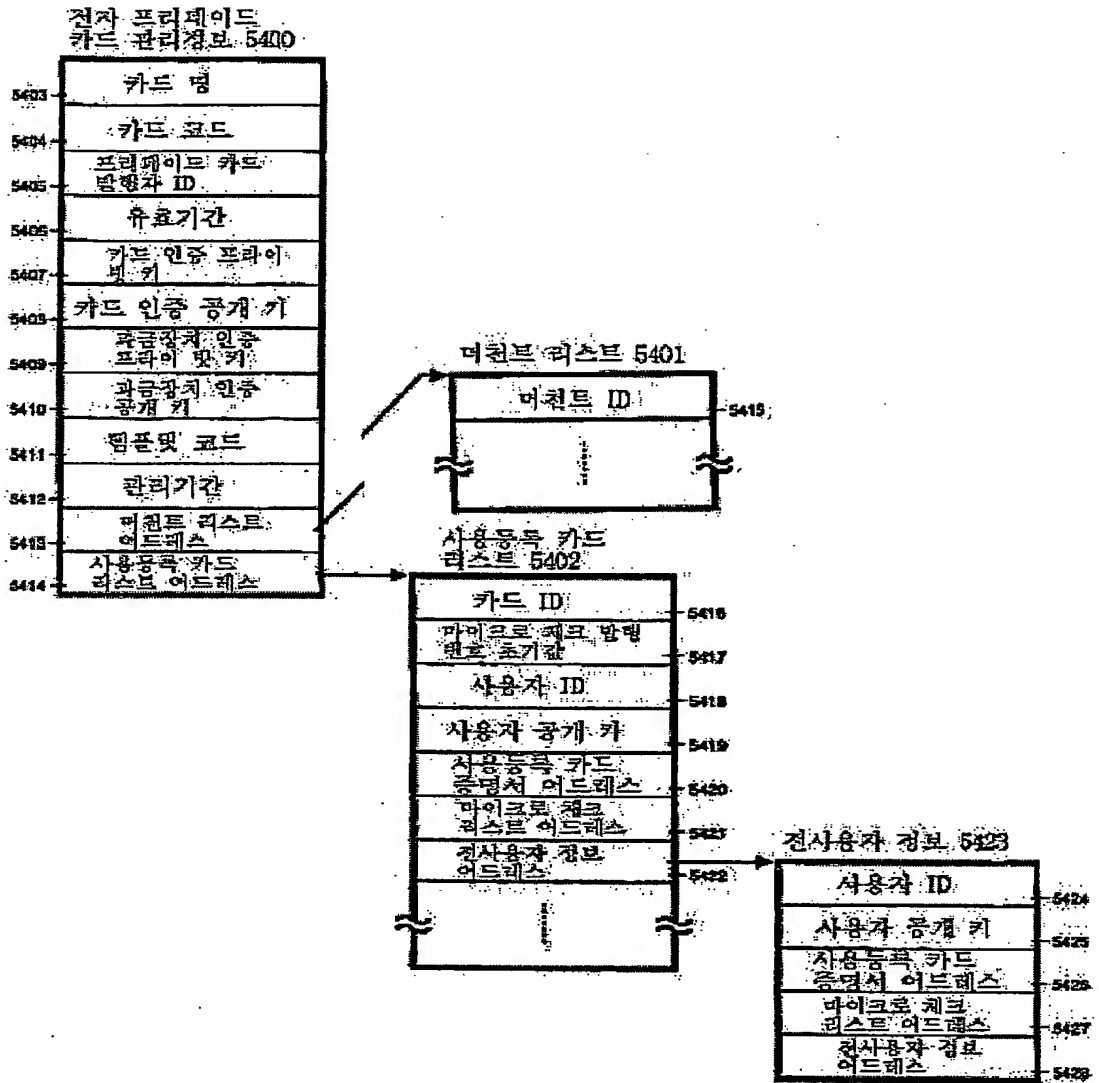 전자 프리페이드
카드 관리정보 5400
카드 명
5403
카드 코드
5404
프리페이드 카드
발행자 ID
5405
유효기간
5406
카드 인증 프라이
빗 키
5407
카드 인증 공개 키
5408
과금장치 인증
프라이 빗 키
5409
과금장치 인증
공개 키
5410
템플릿 코드
5411
관리기간
5412
머천트 리스트
어드레스
5413
사용등록 카드
리스트 어드레스
5414
머천트 리스트 5401
머천트 ID
5415
사용등록 카드
리스트 5402
카드 ID
5416
마이크로 체크 발행
번호 초기값
5417
사용자 ID
5418
사용자 공개 키
5419
사용등록 카드
증명서 어드레스
5420
마이크로 체크
리스트 어드레스
5421
전사용자 정보
어드레스
5422
전사용자 정보 5423
사용자 ID
5424
사용자 공개 키
5425
사용등록 카드
증명서 어드레스
5426
마이크로 체크
리스트 어드레스
5427
전사용자 정보
어드레스
5428